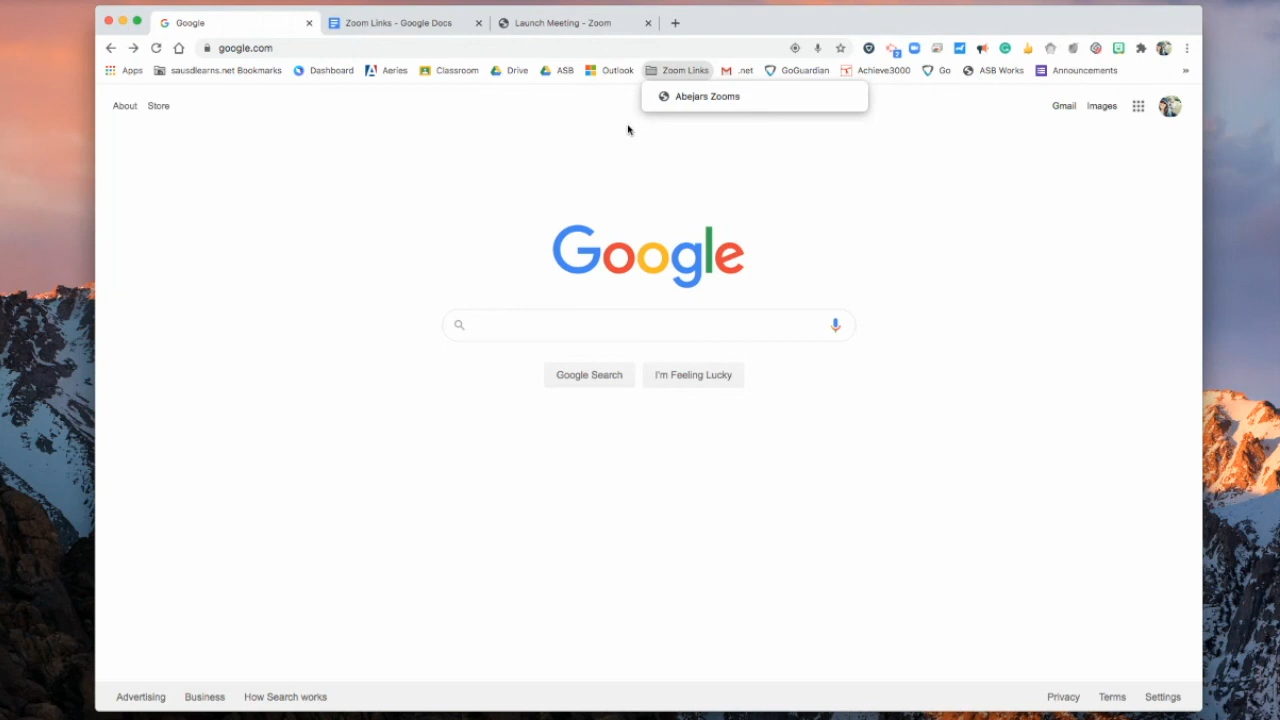 Google
Zoom Links - Google Docs
Launch Meeting - Zoom
google.com
2
Apps
sausdlearns.net Bookmarks
Dashboard
Aeries
Classroom
Drive
ASB
Outlook
Zoom Links
.net
GoGuardian
Achieve3000
Go
ASB Works
Announcements
»
Abejars Zooms
About
Store
Gmail
Images
Google
Google Search
I'm Feeling Lucky
Advertising
Business
How Search works
Privacy
Terms
Settings